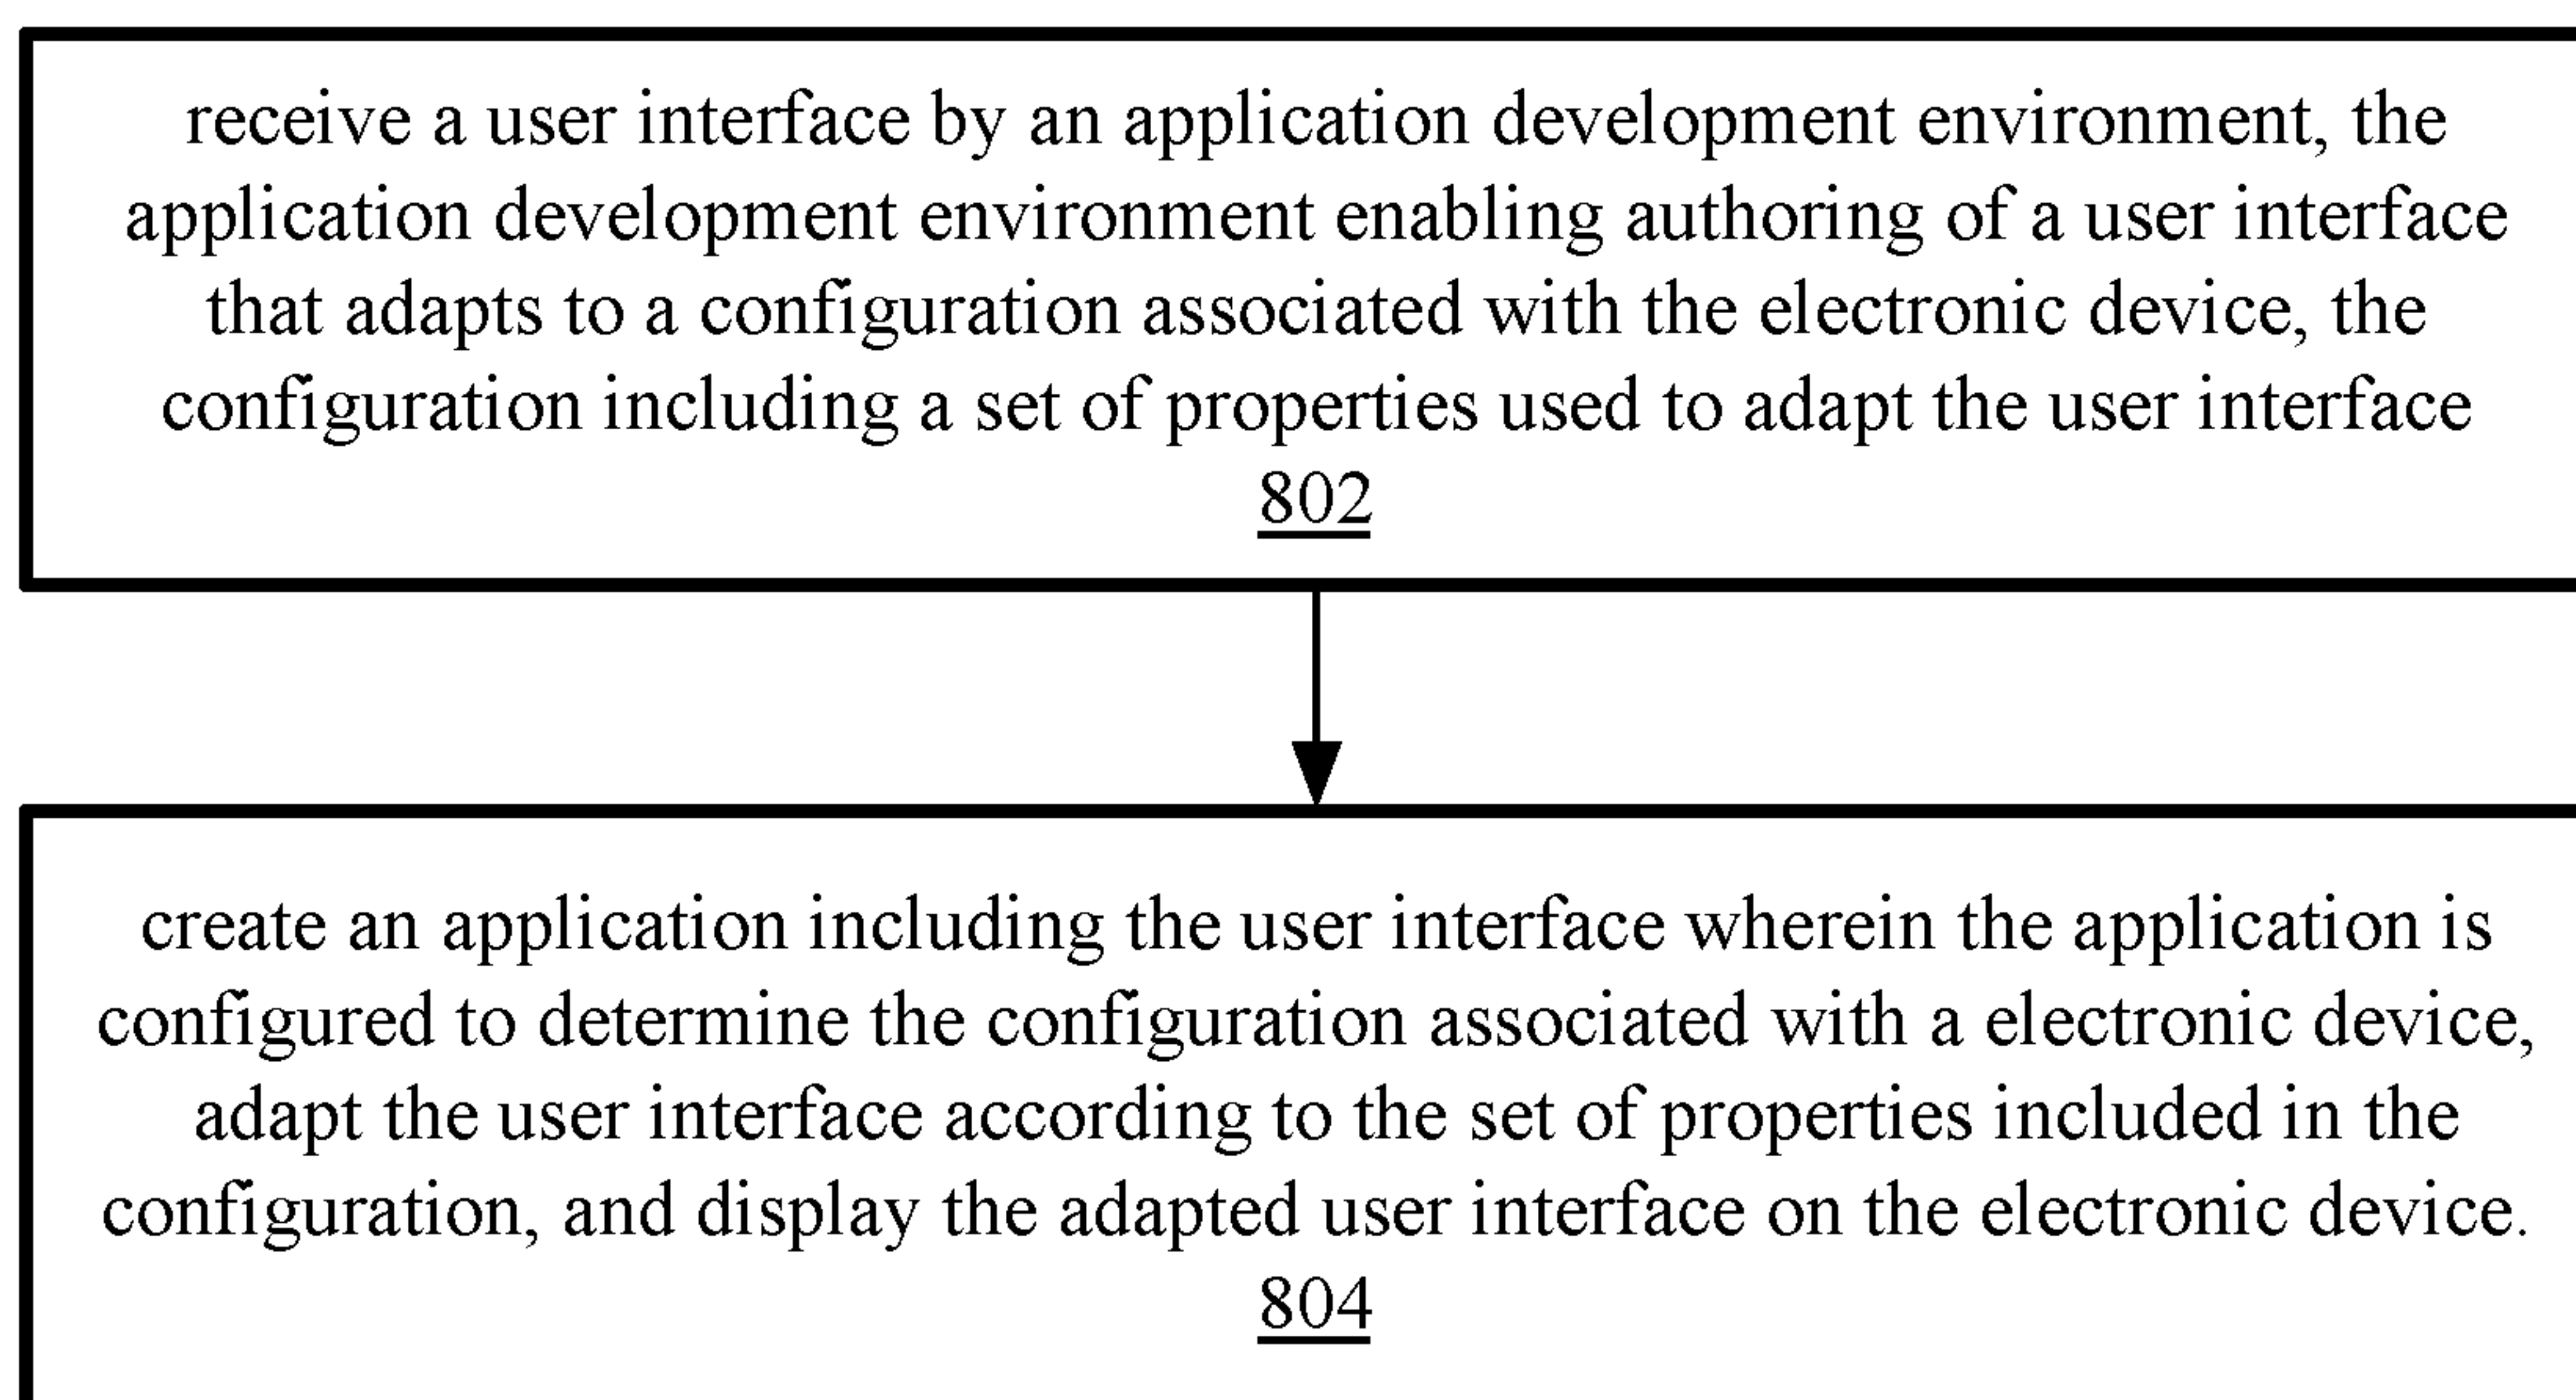 receive a user interface by an application development environment, the
application development environment enabling authoring of a user interface
that adapts to a configuration associated with the electronic device, the
configuration including a set of properties used to adapt the user interface
802
create an application including the user interface wherein the application is
configured to determine the configuration associated with a electronic device,
adapt the user interface according to the set of properties included in the
configuration, and display the adapted user interface on the electronic device.
804